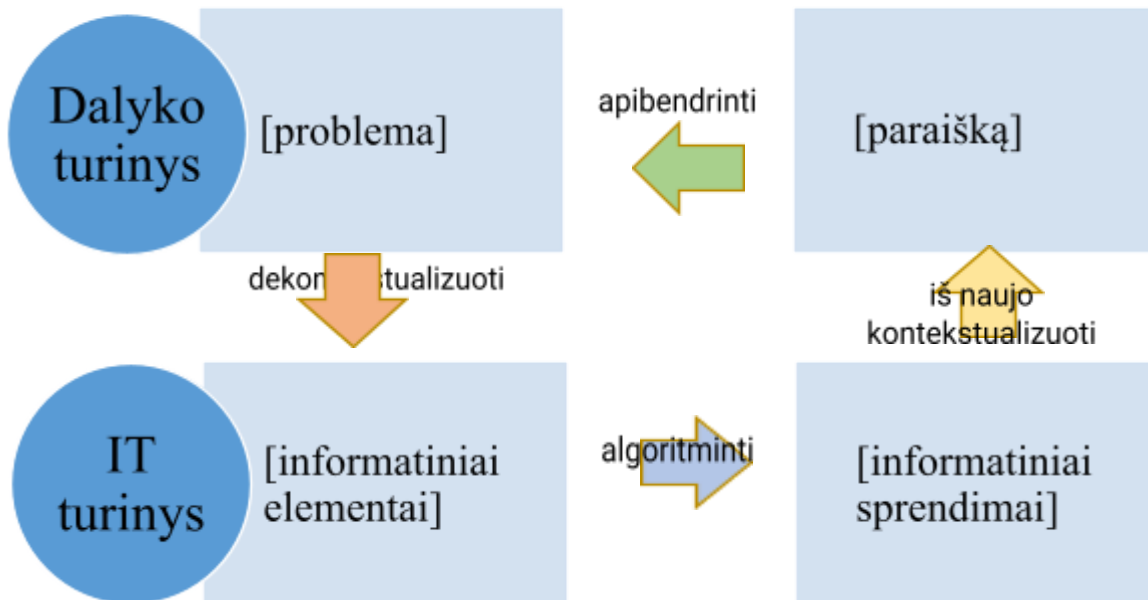 Dalyko
turinys
[problema]
apibendrinti
[paraišką]
iš naujo
kontekstualizuoti
IT
turinys
[informatiniai
elementai]
algoritminti
[informatiniai
sprendimai]